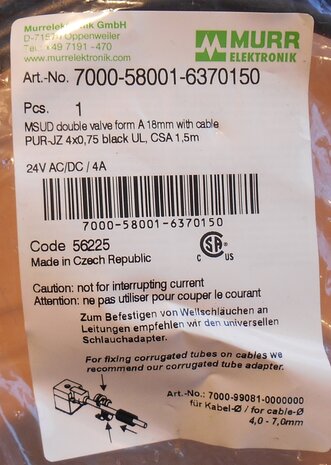 Murrelektronik GmbH
D-71570 Oppenweiler
Tel +49 7191 -470
www.murrelektronik.com
MURR
ELEKTRONIK
Art.-No. 7000-58001-6370150
Pcs. 1
MSUD double valve form A 18mm with cable
PUR-JZ 4x0,75 black UL, CSA 1,5m
24V AC/DC / 4A
7000-58001-6370150
Code 56225
Made in Czech Republic
C US
Caution: not for interrupting current
Attention: ne pas utiliser pour couper le courant
Zum Befestigen von Wellschläuchen an
Leitungen empfehlen wir den universellen
Schlauchadapter.
For fixing corrugated tubes on cables we
recommend our corrugated tube adapter.
Art.-No.: 7000-99081-0000000
für Kabel-Ø / for cable-Ø
4,0 - 7,0mm